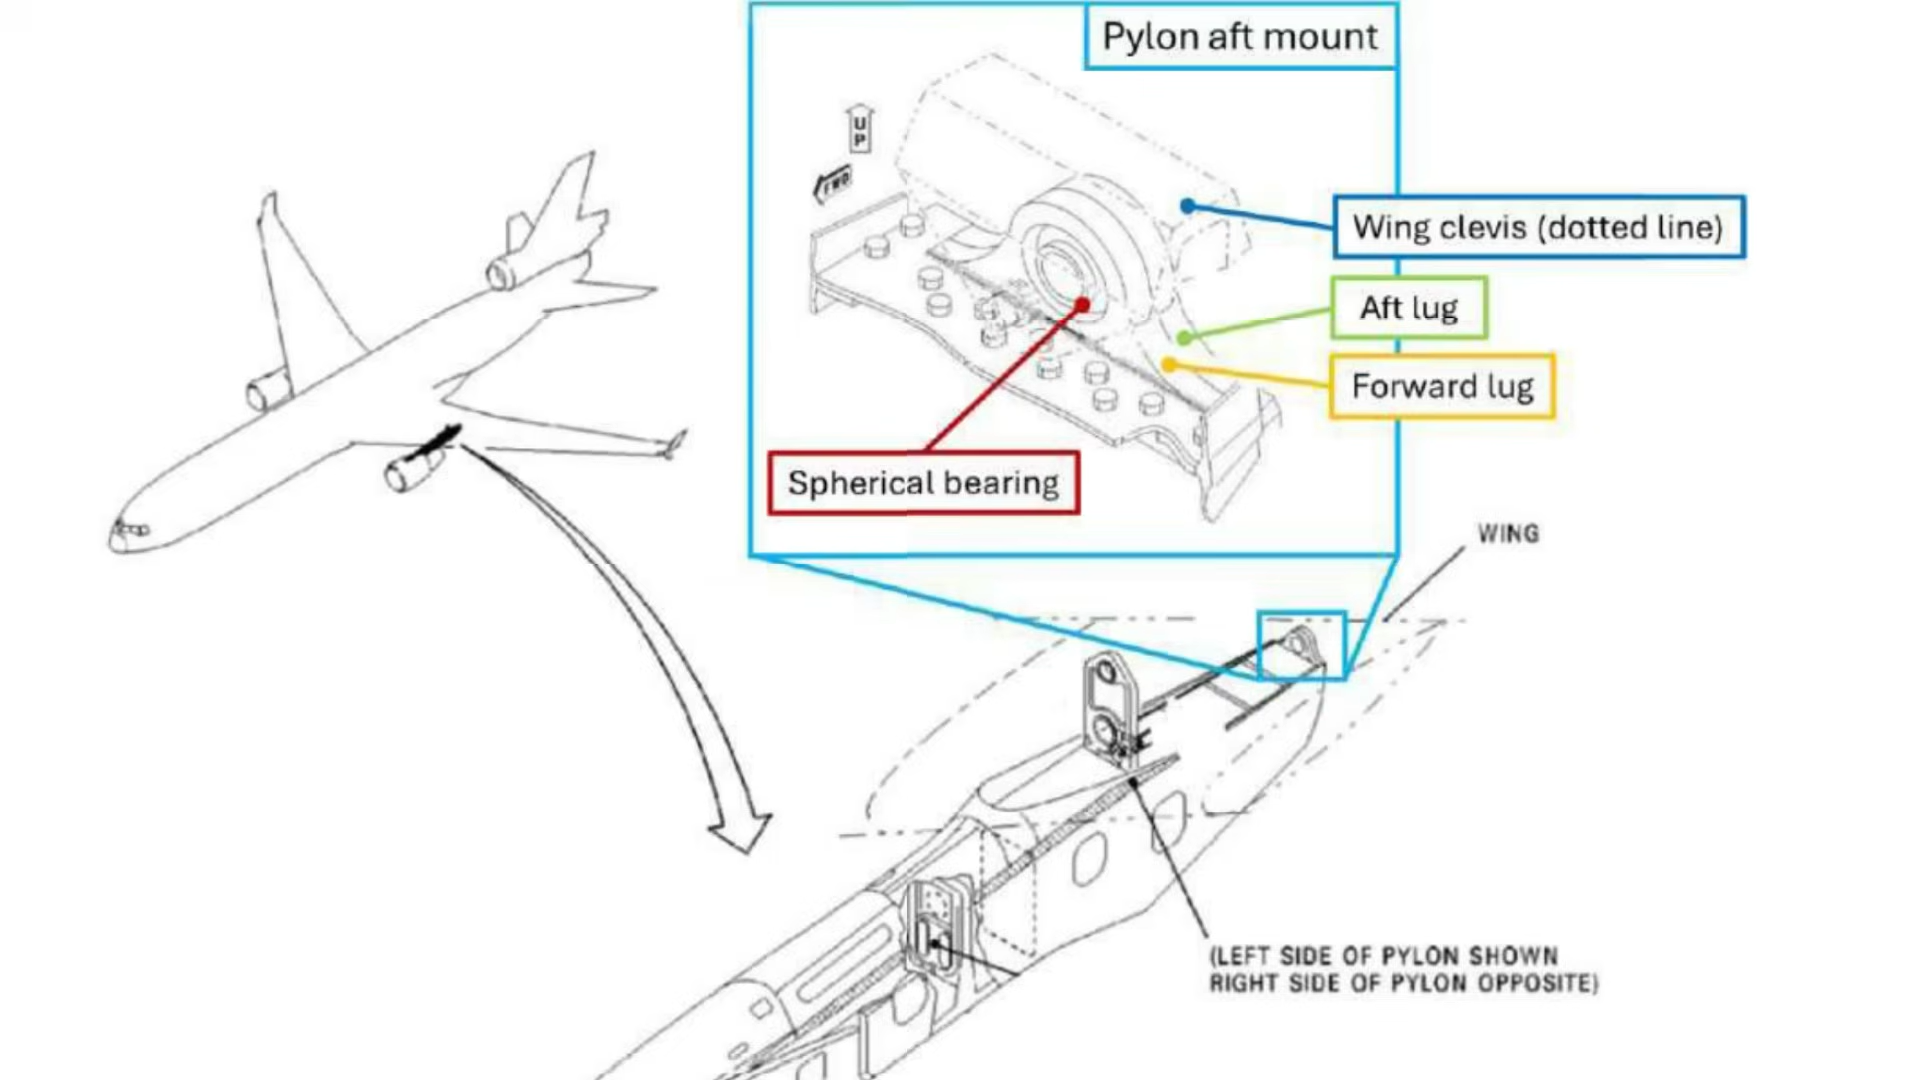 Pylon aft mount
UP
FWD
Wing clevis (dotted line)
Aft lug
Forward lug
Spherical bearing
WING
(LEFT SIDE OF PYLON SHOWN
RIGHT SIDE OF PYLON OPPOSITE)